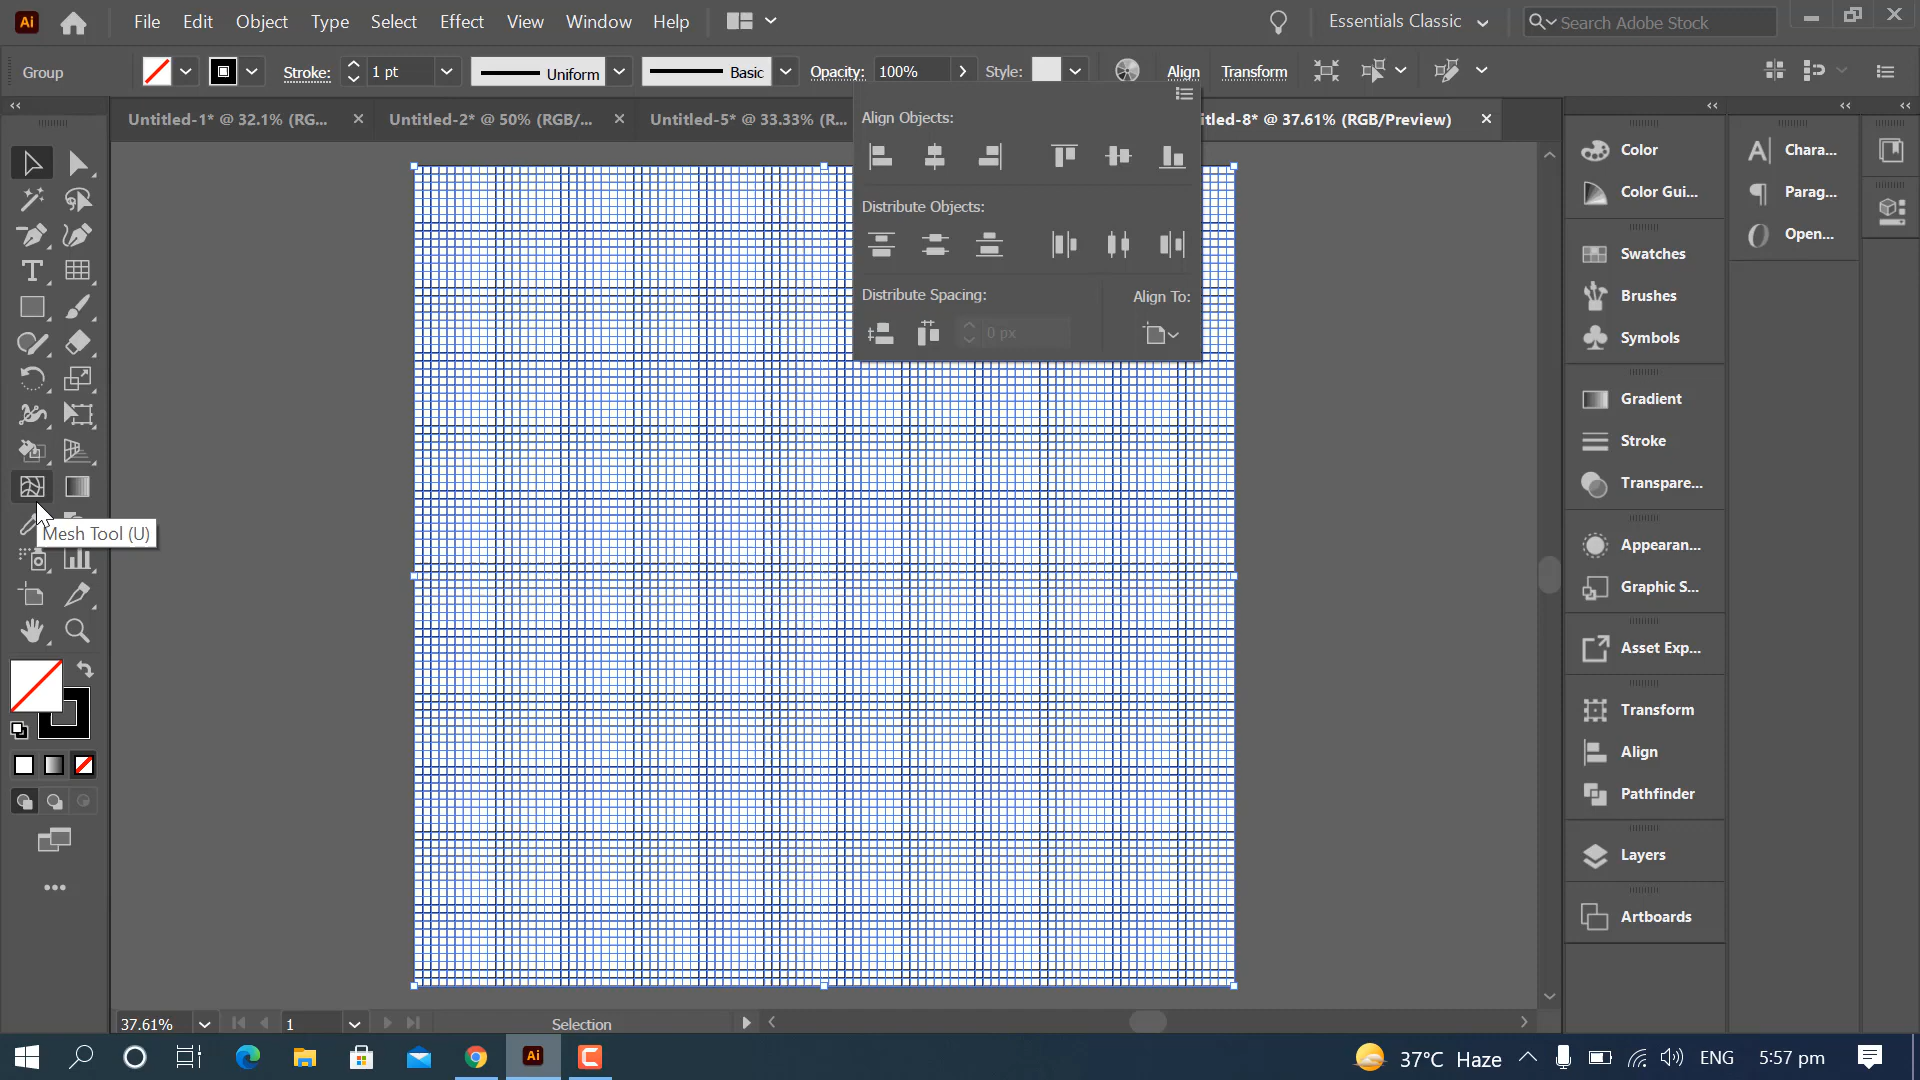 Ai File Edit Object Type Select Effect View Window Help Essentials Classic Search Adobe Stock
Group Stroke: 1 pt Uniform Basic Opacity: 100% Style: Align Transform
Untitled-1* @ 32.1% (RG... Untitled-2* @ 50% (RGB/... Untitled-5* @ 33.33% (R... tled-8* @ 37.61% (RGB/Preview)
Align Objects:
Distribute Objects:
Distribute Spacing: Align To:
0 px
Mesh Tool (U)
Color
Color Gui...
Swatches
Brushes
Symbols
Gradient
Stroke
Transpare...
Appearan...
Graphic S...
Asset Exp...
Transform
Align
Pathfinder
Layers
Artboards
Chara...
Parag...
Open...
37.61% 1 Selection
Ai 37°C Haze ENG 5:57 pm